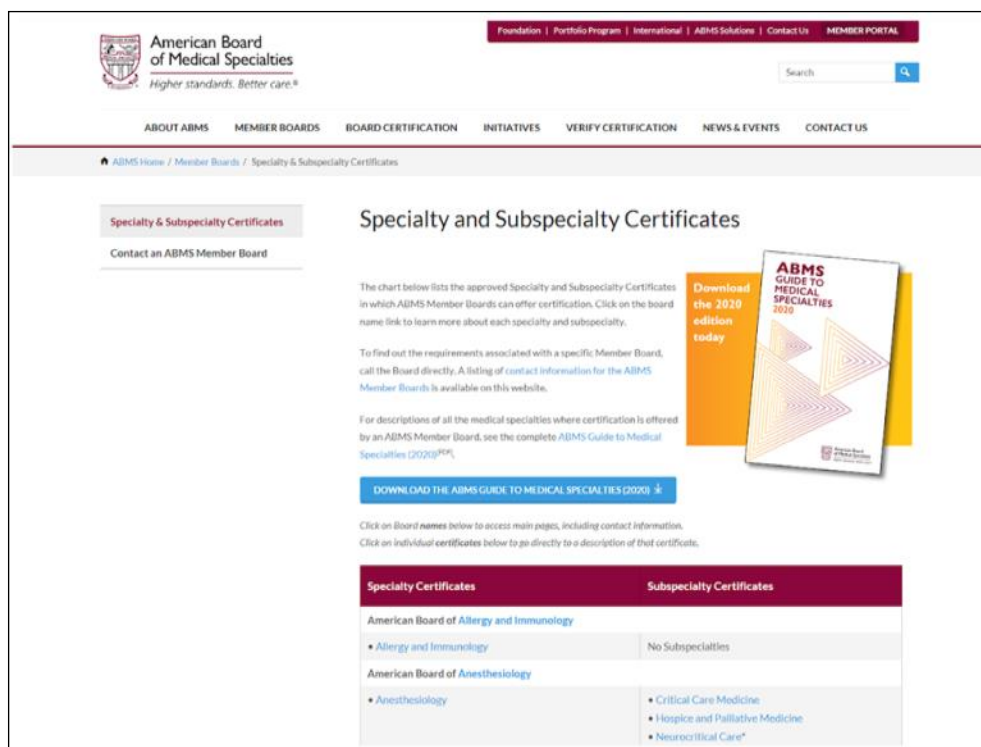 Foundation | Portfolio Program | International | ABMS Solutions | Contact Us MEMBER PORTAL
American Board
of Medical Specialties
Higher standards. Better care.®
Search
ABOUT ABMS MEMBER BOARDS BOARD CERTIFICATION INITIATIVES VERIFY CERTIFICATION NEWS & EVENTS CONTACT US
ABMS Home / Member Boards / Specialty & Subspecialty Certificates
Specialty & Subspecialty Certificates
Contact an ABMS Member Board
Specialty and Subspecialty Certificates
The chart below lists the approved Specialty and Subspecialty Certificates
in which ABMS Member Boards can offer certification. Click on the board
name link to learn more about each specialty and subspecialty.
To find out the requirements associated with a specific Member Board,
call the Board directly. A listing of contact information for the ABMS
Member Boards is available on this website.
For descriptions of all the medical specialties where certification is offered
by an ABMS Member Board, see the complete ABMS Guide to Medical
Specialties (2020)[PDF].
Download
the 2020
edition
today
ABMS
GUIDE TO
MEDICAL
SPECIALTIES
2020
American Board
of Medical Specialties
DOWNLOAD THE ABMS GUIDE TO MEDICAL SPECIALTIES (2020)
Click on Board names below to access main pages, including contact information.
Click on individual certificates below to go directly to a description of that certificate.
Specialty Certificates Subspecialty Certificates
American Board of Allergy and Immunology
• Allergy and Immunology No Subspecialties
American Board of Anesthesiology
• Anesthesiology • Critical Care Medicine
• Hospice and Palliative Medicine
• Neurocritical Care*